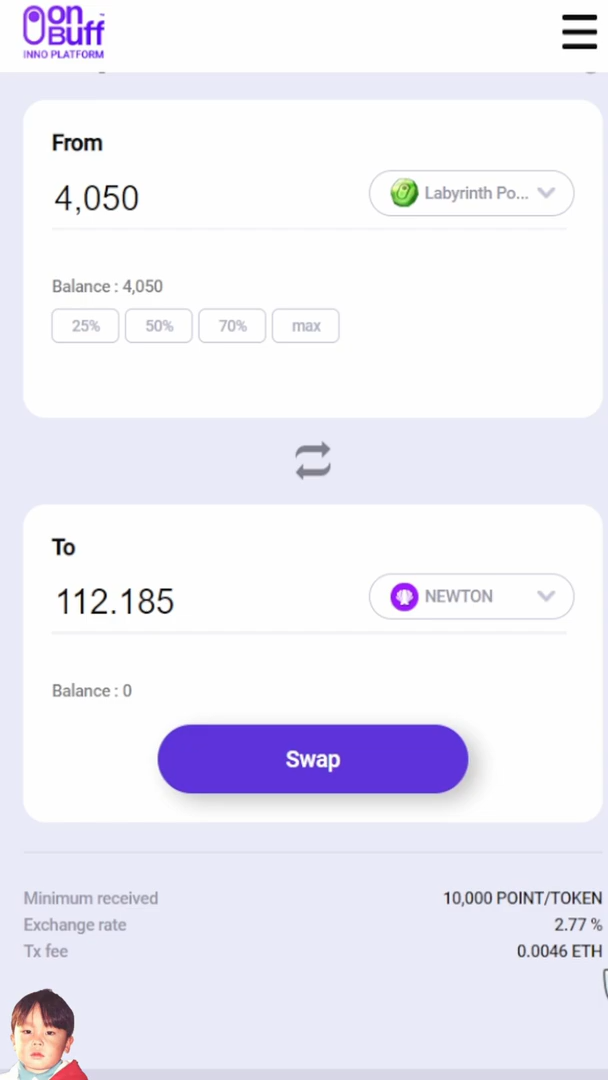 on
BUFF™
INNO PLATFORM
From
4,050
Labyrinth Po...
Balance : 4,050
25%
50%
70%
max
To
112.185
NEWTON
Balance : 0
Swap
Minimum received
10,000 POINT/TOKEN
Exchange rate
2.77 %
Tx fee
0.0046 ETH